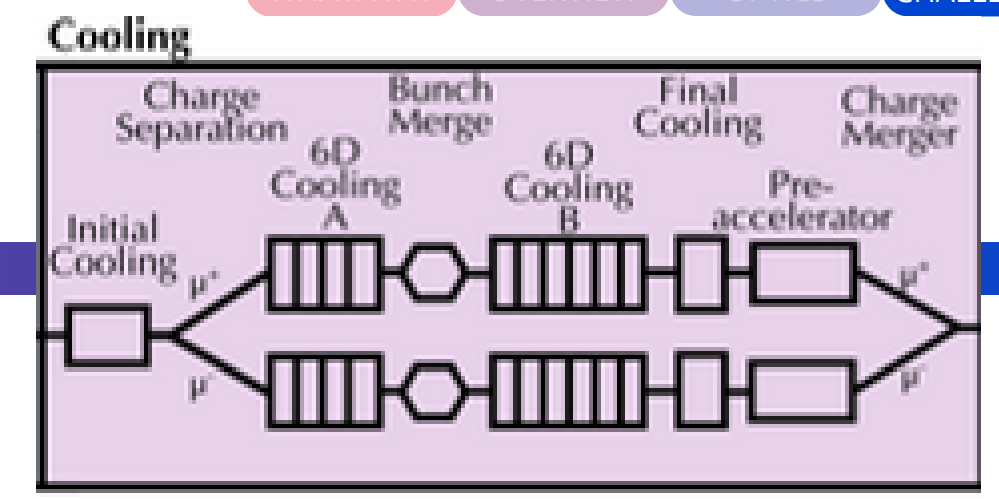 Cooling
Charge
Separation
Bunch
Merge
Final
Cooling
Charge
Merger
6D
Cooling
A
6D
Cooling
B
Pre-
accelerator
Initial
Cooling
μ⁺
μ⁺
μ⁻
μ⁻